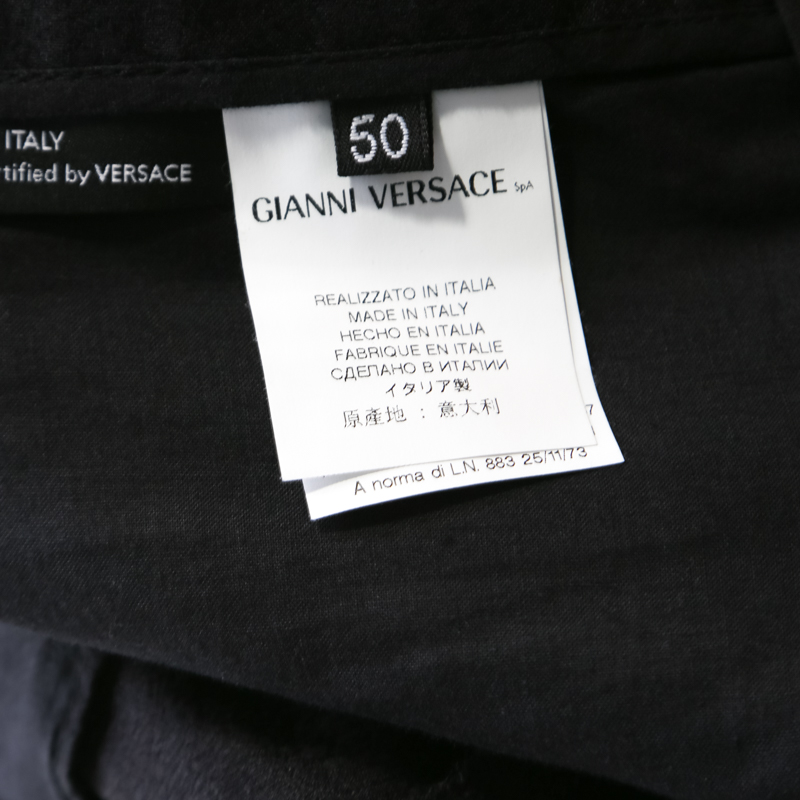 ITALY
rtified by VERSACE
50
GIANNI VERSACE SpA
REALIZZATO IN ITALIA
MADE IN ITALY
HECHO EN ITALIA
FABRIQUE EN ITALIE
СДЕЛАНО В ИТАЛИИ
イタリア製
原產地 : 意大利
7
A norma di L.N. 883 25/11/73